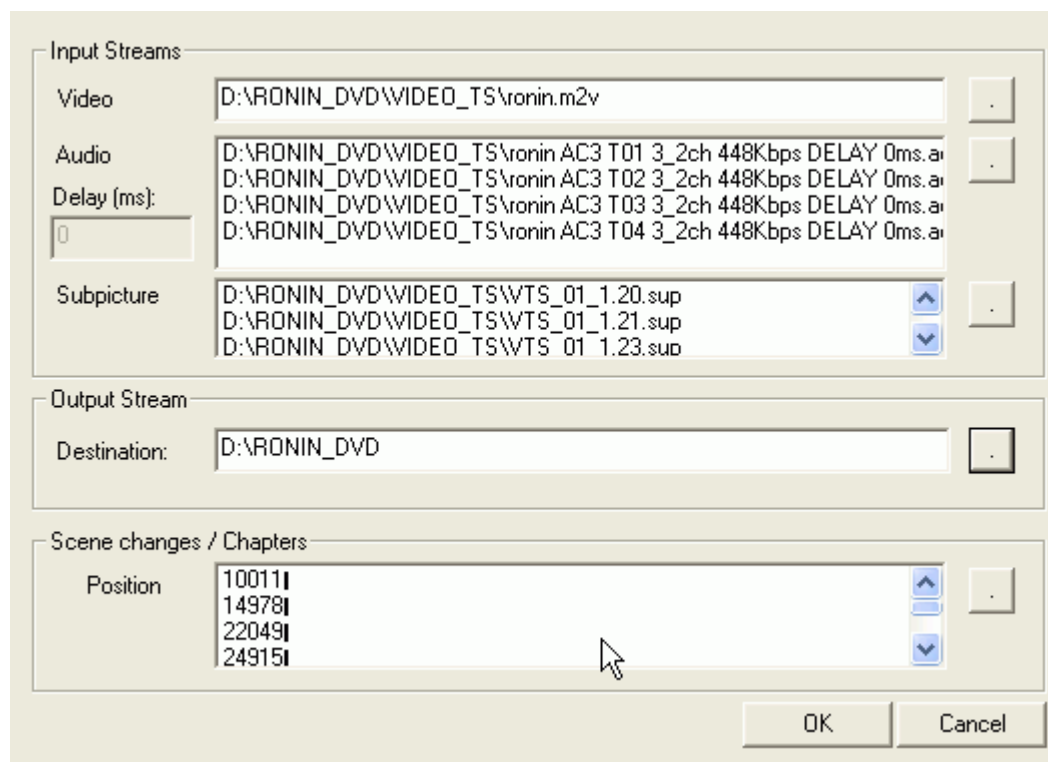 Input Streams
Video
D:\RONIN_DVD\VIDEO_TS\ronin.m2v
.
Audio
D:\RONIN_DVD\VIDEO_TS\ronin AC3 T01 3_2ch 448Kbps DELAY 0ms.a
D:\RONIN_DVD\VIDEO_TS\ronin AC3 T02 3_2ch 448Kbps DELAY 0ms.a
D:\RONIN_DVD\VIDEO_TS\ronin AC3 T03 3_2ch 448Kbps DELAY 0ms.a
D:\RONIN_DVD\VIDEO_TS\ronin AC3 T04 3_2ch 448Kbps DELAY 0ms.a
.
Delay (ms):
0
Subpicture
D:\RONIN_DVD\VIDEO_TS\VTS_01_1.20.sup
D:\RONIN_DVD\VIDEO_TS\VTS_01_1.21.sup
D:\RONIN_DVD\VIDEO_TS\VTS_01_1.23.sup
.
Output Stream
Destination:
D:\RONIN_DVD
.
Scene changes / Chapters
Position
10011
14978
22049
24915
.
OK
Cancel